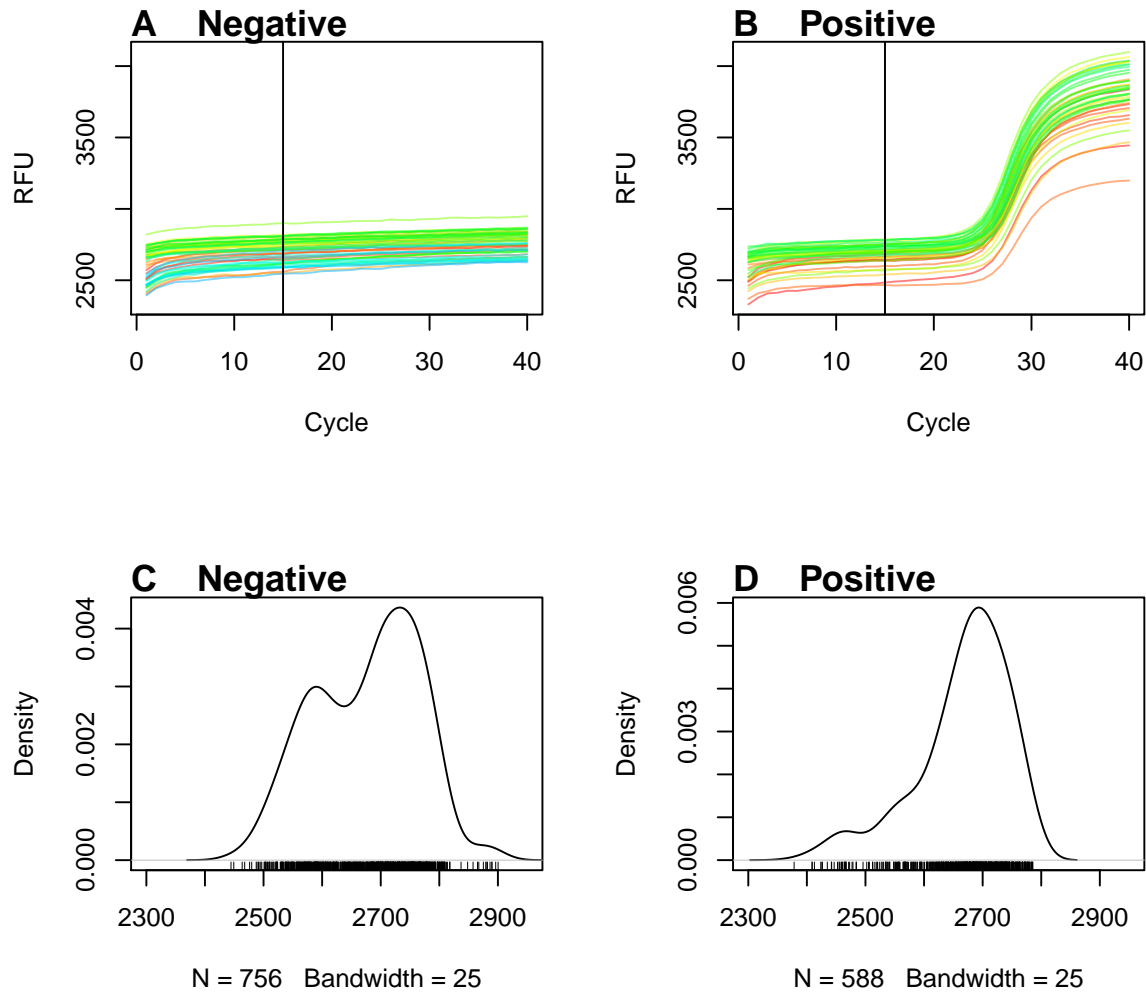 A Negative
RFU
3500
2500
0 10 20 30 40
Cycle
B Positive
RFU
3500
2500
0 10 20 30 40
Cycle
C Negative
Density
0.004
0.002
0.000
2300 2500 2700 2900
N = 756 Bandwidth = 25
D Positive
Density
0.006
0.003
0.000
2300 2500 2700 2900
N = 588 Bandwidth = 25